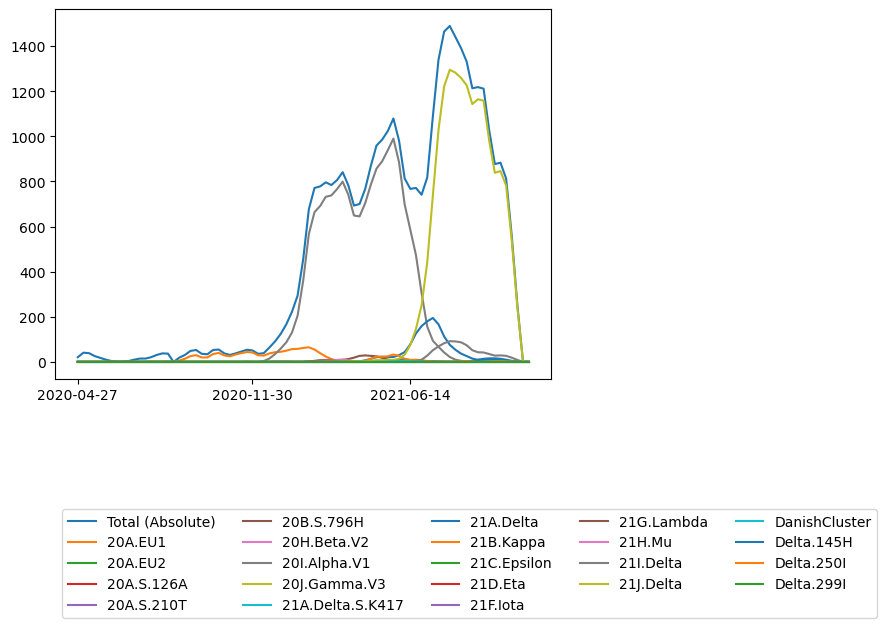 1400
1200
1000
800
600
400
200
0
2020-04-27 2020-11-30 2021-06-14
Total (Absolute) 20B.S.796H 21A.Delta 21G.Lambda DanishCluster
20A.EU1 20H.Beta.V2 21B.Kappa 21H.Mu Delta.145H
20A.EU2 20I.Alpha.V1 21C.Epsilon 21I.Delta Delta.250I
20A.S.126A 20J.Gamma.V3 21D.Eta 21J.Delta Delta.299I
20A.S.210T 21A.Delta.S.K417 21F.Iota